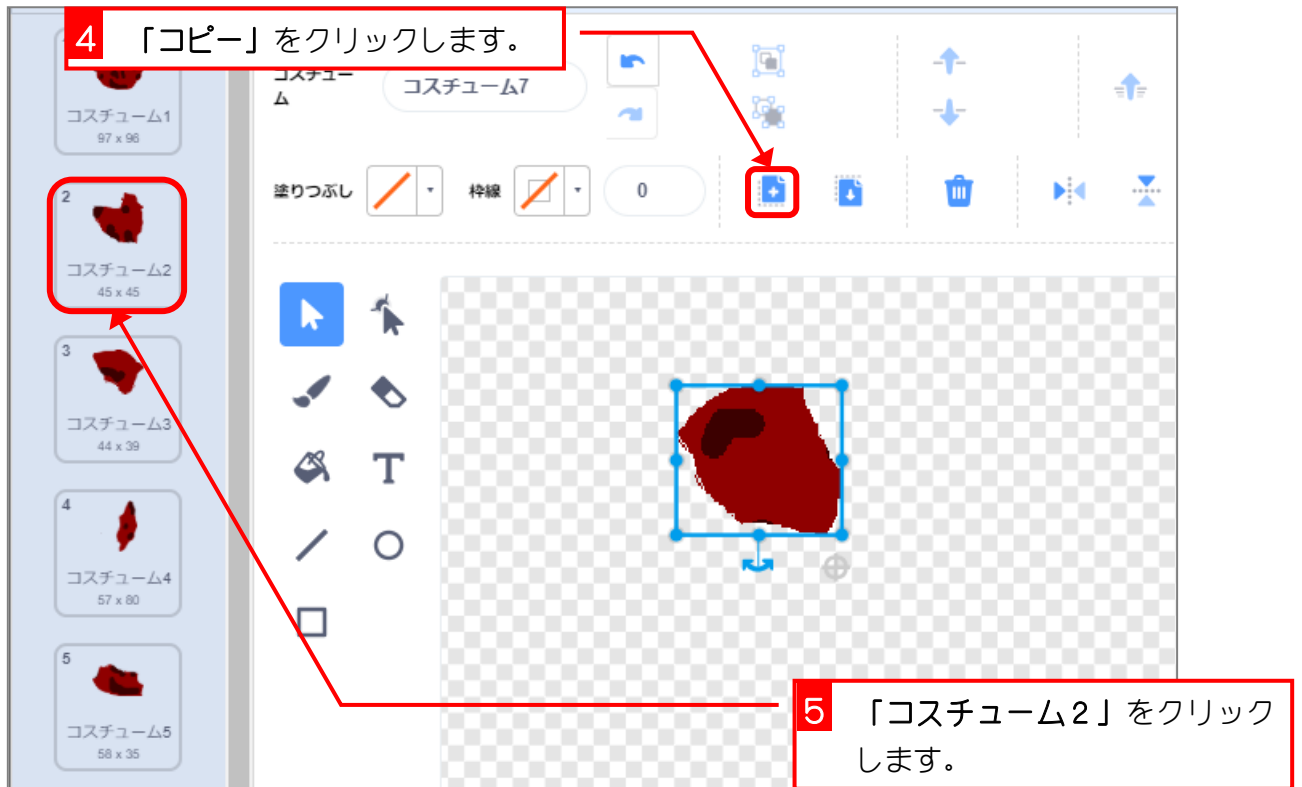 4 「コピー」をクリックします。
コスチュー
ム
コスチューム7
コスチューム1
97 x 96
塗りつぶし
枠線
0
2
コスチューム2
45 x 45
3
コスチューム3
44 x 39
4
コスチューム4
57 x 80
5
コスチューム5
58 x 35
T
5 「コスチューム２」をクリック
します。